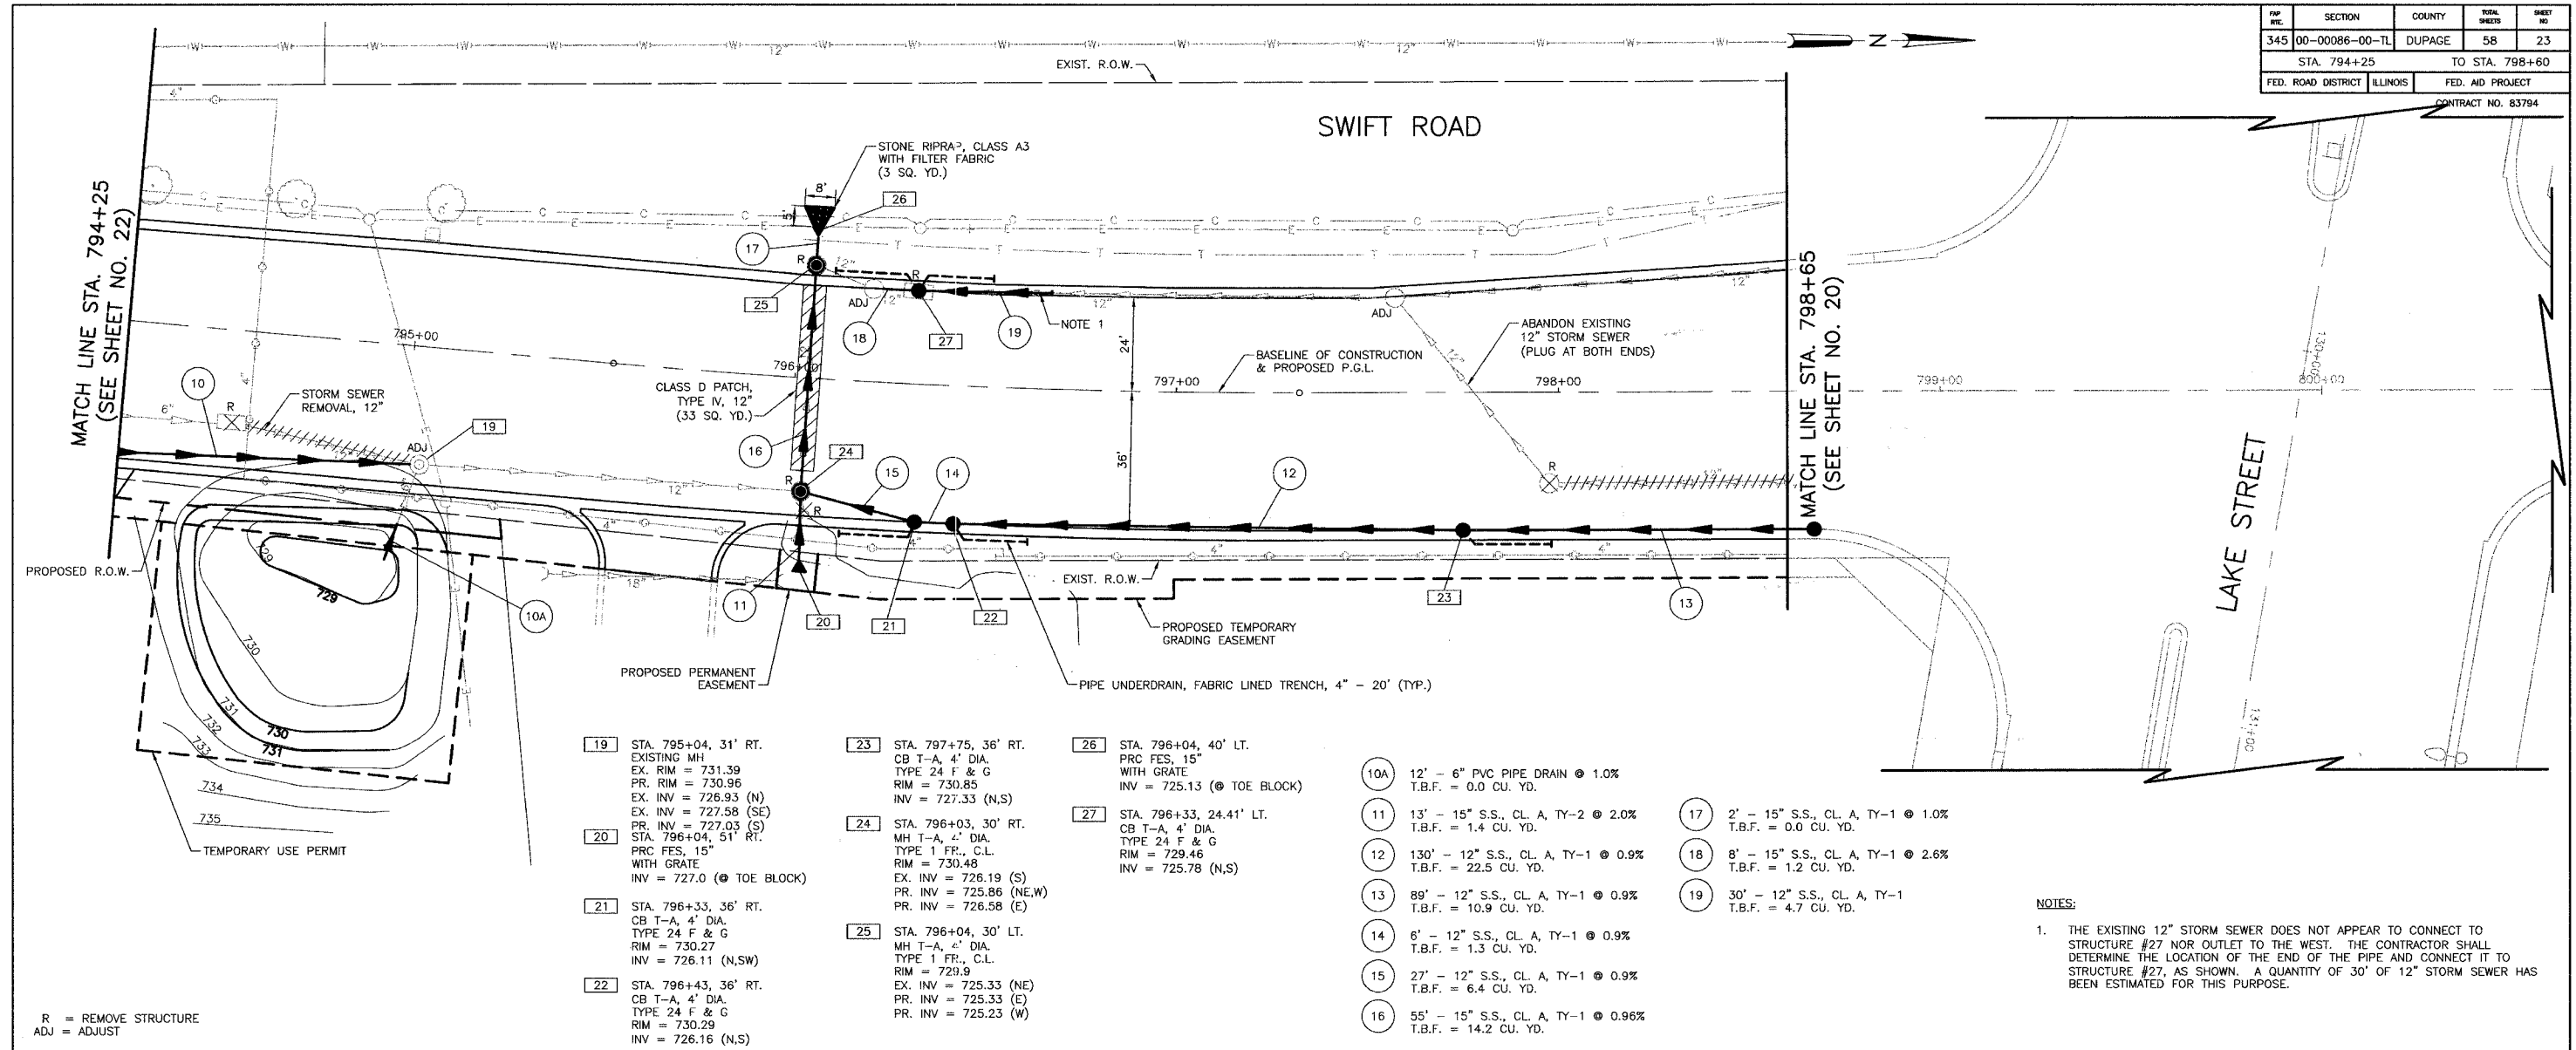 FAP RTE. SECTION COUNTY TOTAL SHEETS SHEET NO
345 00-00086-00-TL DUPAGE 58 23
STA. 794+25 TO STA. 798+60
FED. ROAD DISTRICT ILLINOIS FED. AID PROJECT
CONTRACT NO. 83794
N
EXIST. R.O.W.
SWIFT ROAD
STONE RIPRAP, CLASS A3
WITH FILTER FABRIC
(3 SQ. YD.)
8'
5'
26
17
25
18
27
19
NOTE 1
ADJ
ADJ
R
R
12"
MATCH LINE STA. 794+25
(SEE SHEET NO. 22)
795+00
796+00
797+00
798+00
799+00
800+00
130+00
131+00
24'
36'
BASELINE OF CONSTRUCTION
& PROPOSED P.G.L.
ABANDON EXISTING
12" STORM SEWER
(PLUG AT BOTH ENDS)
MATCH LINE STA. 798+65
(SEE SHEET NO. 20)
LAKE STREET
10
STORM SEWER
REMOVAL, 12"
ADJ
19
CLASS D PATCH,
TYPE IV, 12"
(33 SQ. YD.)
16
24
15
14
12
R
R
R
6"
4"
12"
18"
PROPOSED R.O.W.
729
729
730
731
732
733
730
731
734
735
10A
11
20
21
22
23
13
EXIST. R.O.W.
PROPOSED TEMPORARY
GRADING EASEMENT
PROPOSED PERMANENT
EASEMENT
PIPE UNDERDRAIN, FABRIC LINED TRENCH, 4" - 20' (TYP.)
TEMPORARY USE PERMIT
19 STA. 795+04, 31' RT.
EXISTING MH
EX. RIM = 731.39
PR. RIM = 730.96
EX. INV = 726.93 (N)
EX. INV = 727.58 (SE)
PR. INV = 727.03 (S)
20 STA. 796+04, 51' RT.
PRC FES, 15"
WITH GRATE
INV = 727.0 (@ TOE BLOCK)
21 STA. 796+33, 36' RT.
CB T-A, 4' DIA.
TYPE 24 F & G
RIM = 730.27
INV = 726.11 (N,SW)
22 STA. 796+43, 36' RT.
CB T-A, 4' DIA.
TYPE 24 F & G
RIM = 730.29
INV = 726.16 (N,S)
23 STA. 797+75, 36' RT.
CB T-A, 4' DIA.
TYPE 24 F & G
RIM = 730.85
INV = 727.33 (N,S)
24 STA. 796+03, 30' RT.
MH T-A, 4' DIA.
TYPE 1 FR., C.L.
RIM = 730.48
EX. INV = 726.19 (S)
PR. INV = 725.86 (NE,W)
PR. INV = 726.58 (E)
25 STA. 796+04, 30' LT.
MH T-A, 4' DIA.
TYPE 1 FR., C.L.
RIM = 729.9
EX. INV = 725.33 (NE)
PR. INV = 725.33 (E)
PR. INV = 725.23 (W)
26 STA. 796+04, 40' LT.
PRC FES, 15"
WITH GRATE
INV = 725.13 (@ TOE BLOCK)
27 STA. 796+33, 24.41' LT.
CB T-A, 4' DIA.
TYPE 24 F & G
RIM = 729.46
INV = 725.78 (N,S)
10A 12' - 6" PVC PIPE DRAIN @ 1.0%
T.B.F. = 0.0 CU. YD.
11 13' - 15" S.S., CL. A, TY-2 @ 2.0%
T.B.F. = 1.4 CU. YD.
12 130' - 12" S.S., CL. A, TY-1 @ 0.9%
T.B.F. = 22.5 CU. YD.
13 89' - 12" S.S., CL. A, TY-1 @ 0.9%
T.B.F. = 10.9 CU. YD.
14 6' - 12" S.S., CL. A, TY-1 @ 0.9%
T.B.F. = 1.3 CU. YD.
15 27' - 12" S.S., CL. A, TY-1 @ 0.9%
T.B.F. = 6.4 CU. YD.
16 55' - 15" S.S., CL. A, TY-1 @ 0.96%
T.B.F. = 14.2 CU. YD.
17 2' - 15" S.S., CL. A, TY-1 @ 1.0%
T.B.F. = 0.0 CU. YD.
18 8' - 15" S.S., CL. A, TY-1 @ 2.6%
T.B.F. = 1.2 CU. YD.
19 30' - 12" S.S., CL. A, TY-1
T.B.F. = 4.7 CU. YD.
NOTES:
1. THE EXISTING 12" STORM SEWER DOES NOT APPEAR TO CONNECT TO
STRUCTURE #27 NOR OUTLET TO THE WEST. THE CONTRACTOR SHALL
DETERMINE THE LOCATION OF THE END OF THE PIPE AND CONNECT IT TO
STRUCTURE #27, AS SHOWN. A QUANTITY OF 30' OF 12" STORM SEWER HAS
BEEN ESTIMATED FOR THIS PURPOSE.
R = REMOVE STRUCTURE
ADJ = ADJUST